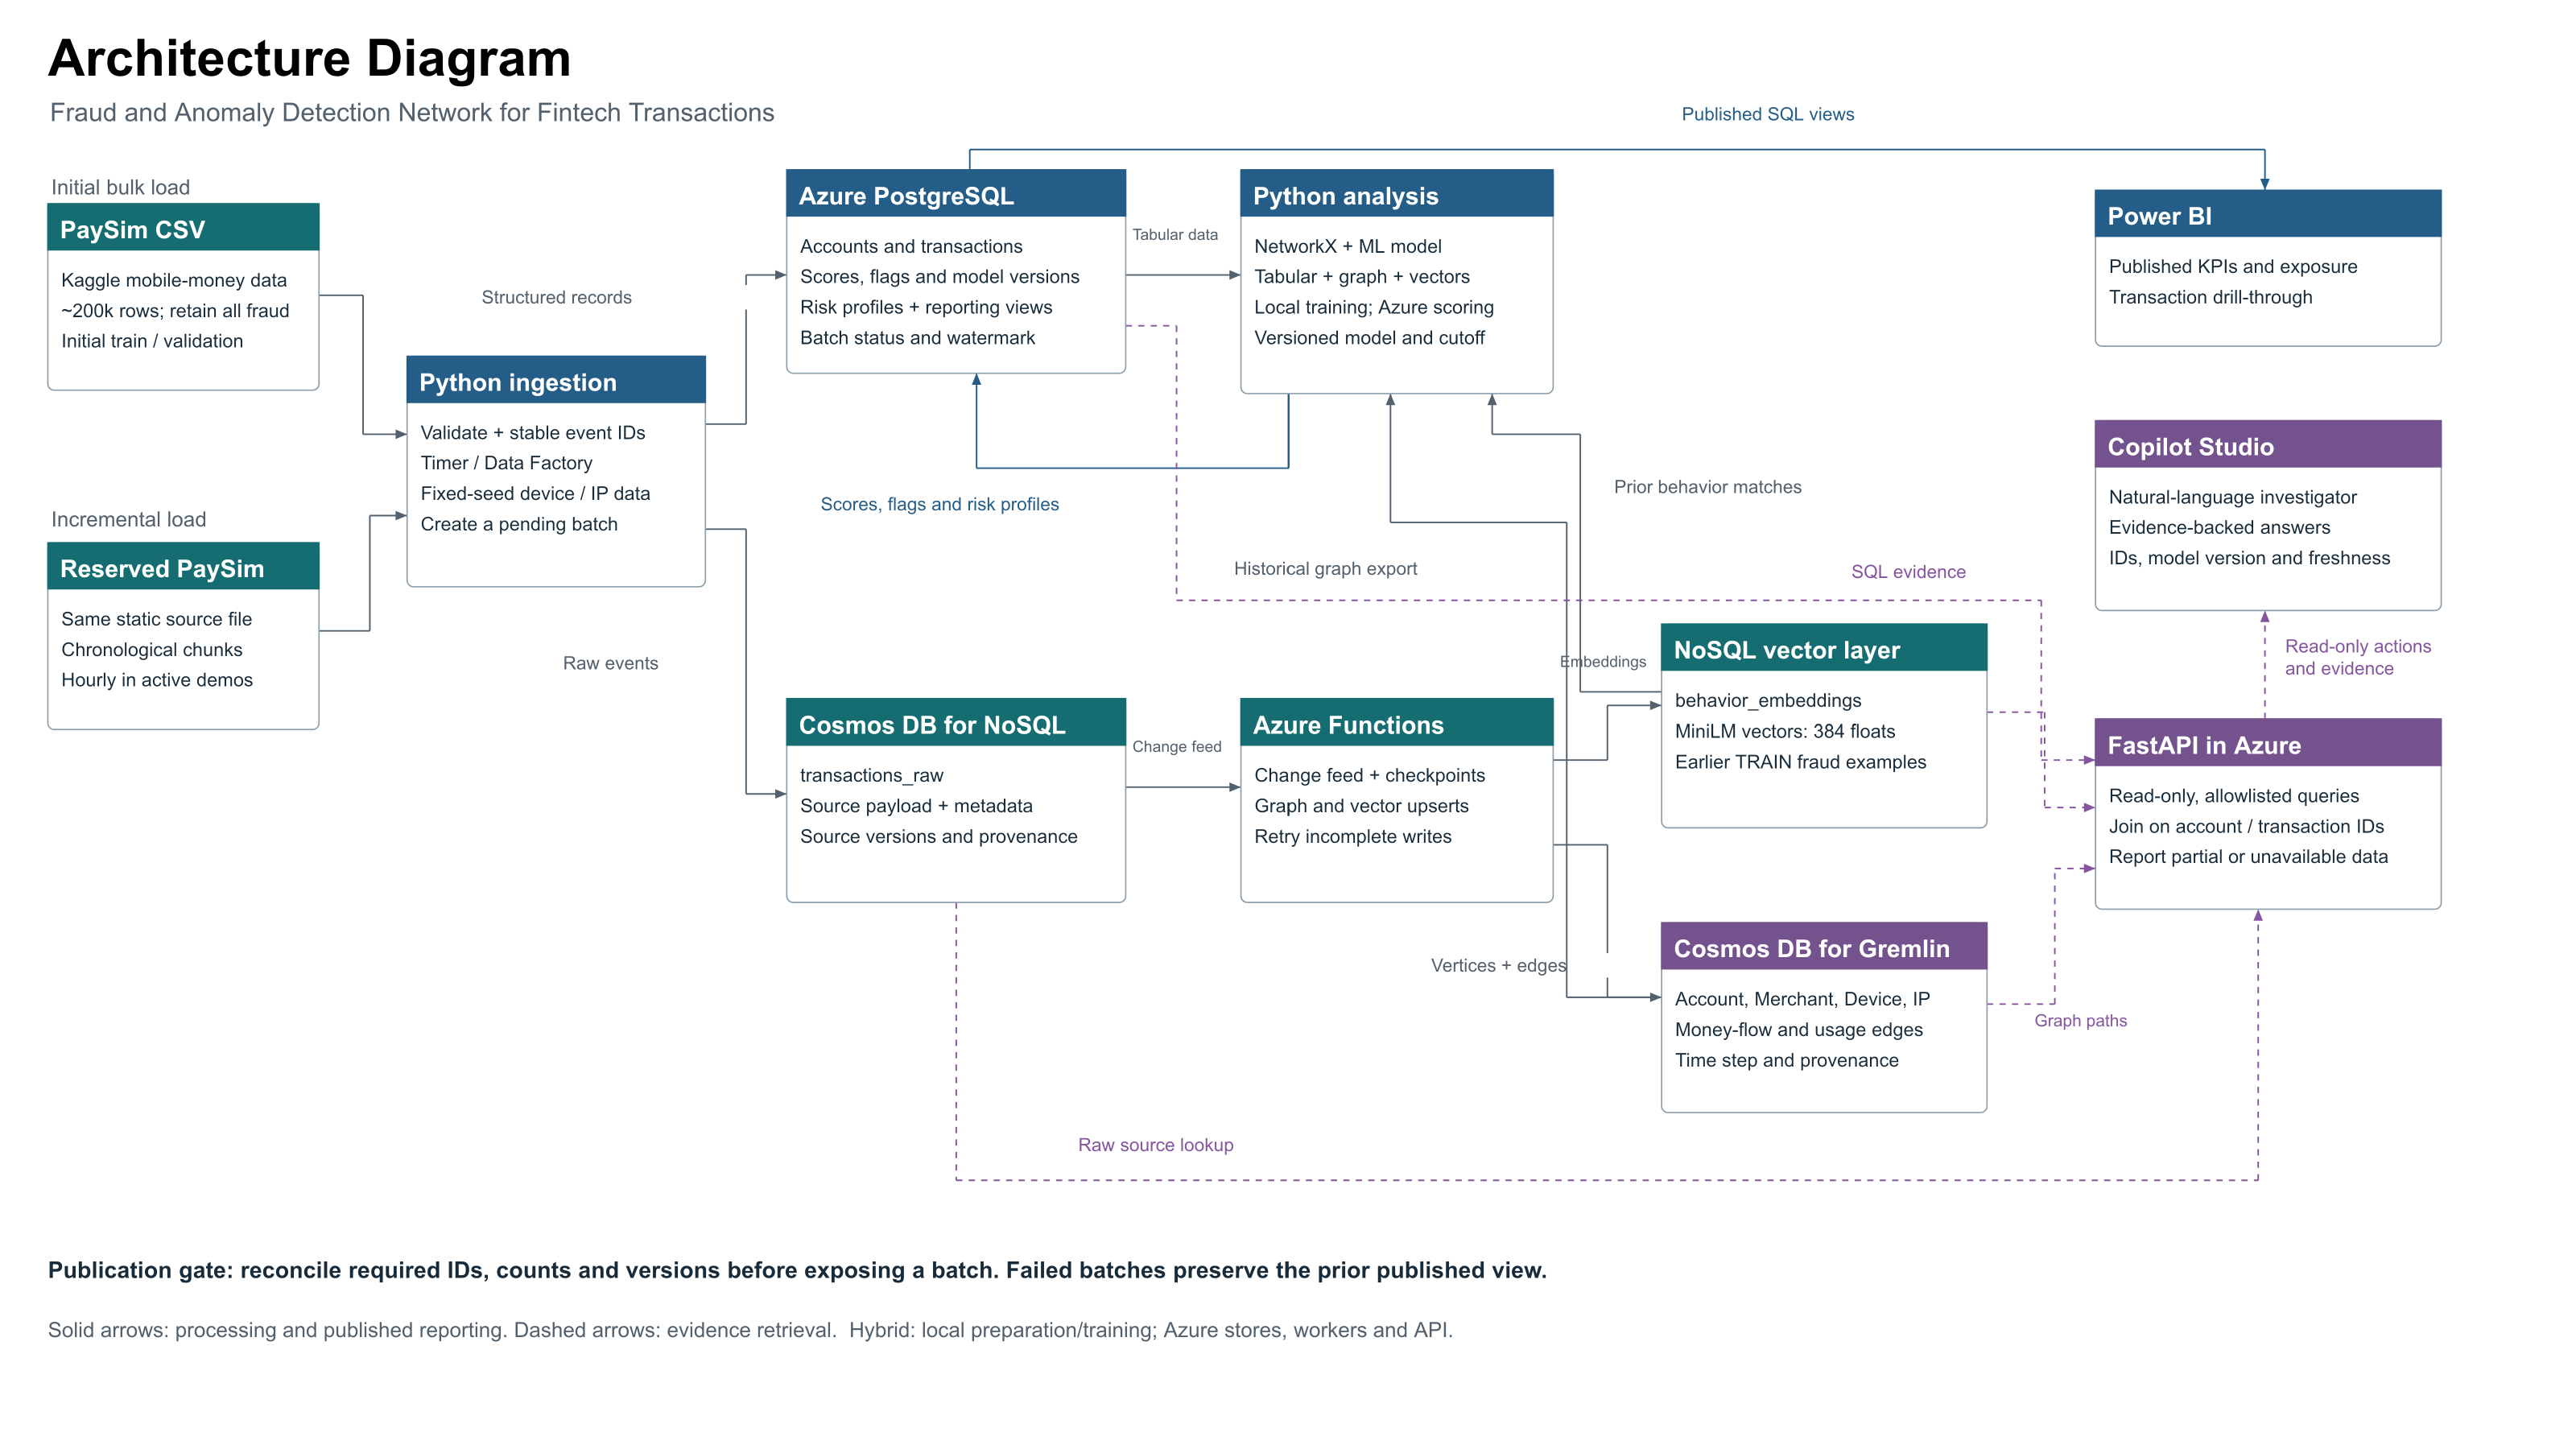 Architecture Diagram
Fraud and Anomaly Detection Network for Fintech Transactions
Published SQL views
Initial bulk load
PaySim CSV
Kaggle mobile-money data
~200k rows; retain all fraud
Initial train / validation
Incremental load
Reserved PaySim
Same static source file
Chronological chunks
Hourly in active demos
Structured records
Python ingestion
Validate + stable event IDs
Timer / Data Factory
Fixed-seed device / IP data
Create a pending batch
Raw events
Azure PostgreSQL
Accounts and transactions
Scores, flags and model versions
Risk profiles + reporting views
Batch status and watermark
Tabular data
Python analysis
NetworkX + ML model
Tabular + graph + vectors
Local training; Azure scoring
Versioned model and cutoff
Scores, flags and risk profiles
Prior behavior matches
Historical graph export
SQL evidence
Power BI
Published KPIs and exposure
Transaction drill-through
Copilot Studio
Natural-language investigator
Evidence-backed answers
IDs, model version and freshness
Read-only actions
and evidence
Cosmos DB for NoSQL
transactions_raw
Source payload + metadata
Source versions and provenance
Change feed
Azure Functions
Change feed + checkpoints
Graph and vector upserts
Retry incomplete writes
Embeddings
NoSQL vector layer
behavior_embeddings
MiniLM vectors: 384 floats
Earlier TRAIN fraud examples
FastAPI in Azure
Read-only, allowlisted queries
Join on account / transaction IDs
Report partial or unavailable data
Vertices + edges
Cosmos DB for Gremlin
Account, Merchant, Device, IP
Money-flow and usage edges
Time step and provenance
Graph paths
Raw source lookup
Publication gate: reconcile required IDs, counts and versions before exposing a batch. Failed batches preserve the prior published view.
Solid arrows: processing and published reporting. Dashed arrows: evidence retrieval.  Hybrid: local preparation/training; Azure stores, workers and API.